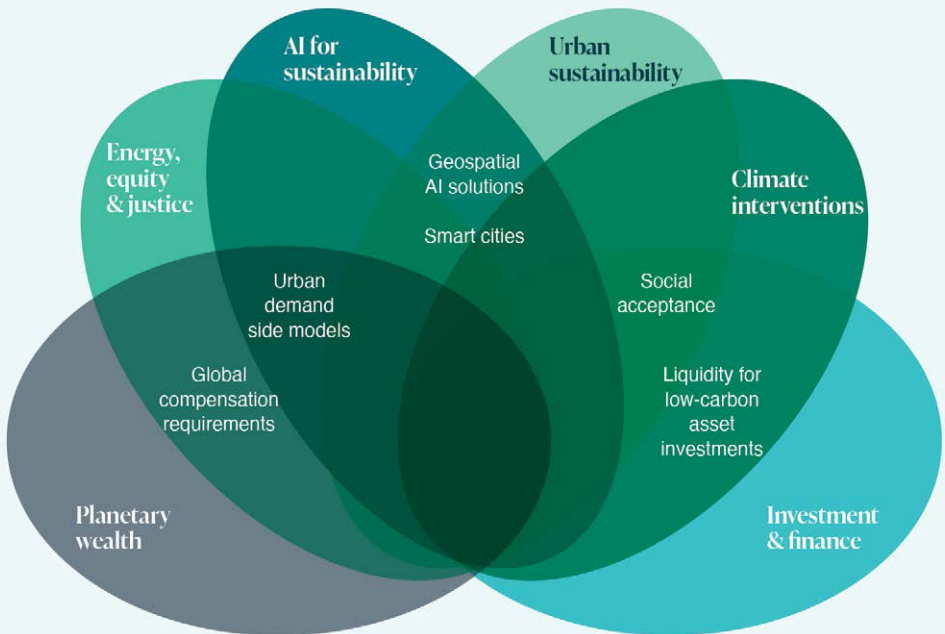 AI for
sustainability
Urban
sustainability
Energy,
equity
& justice
Geospatial
AI solutions
Smart cities
Climate
interventions
Urban
demand
side models
Social
acceptance
Global
compensation
requirements
Liquidity for
low-carbon
asset
investments
Planetary
wealth
Investment
& finance